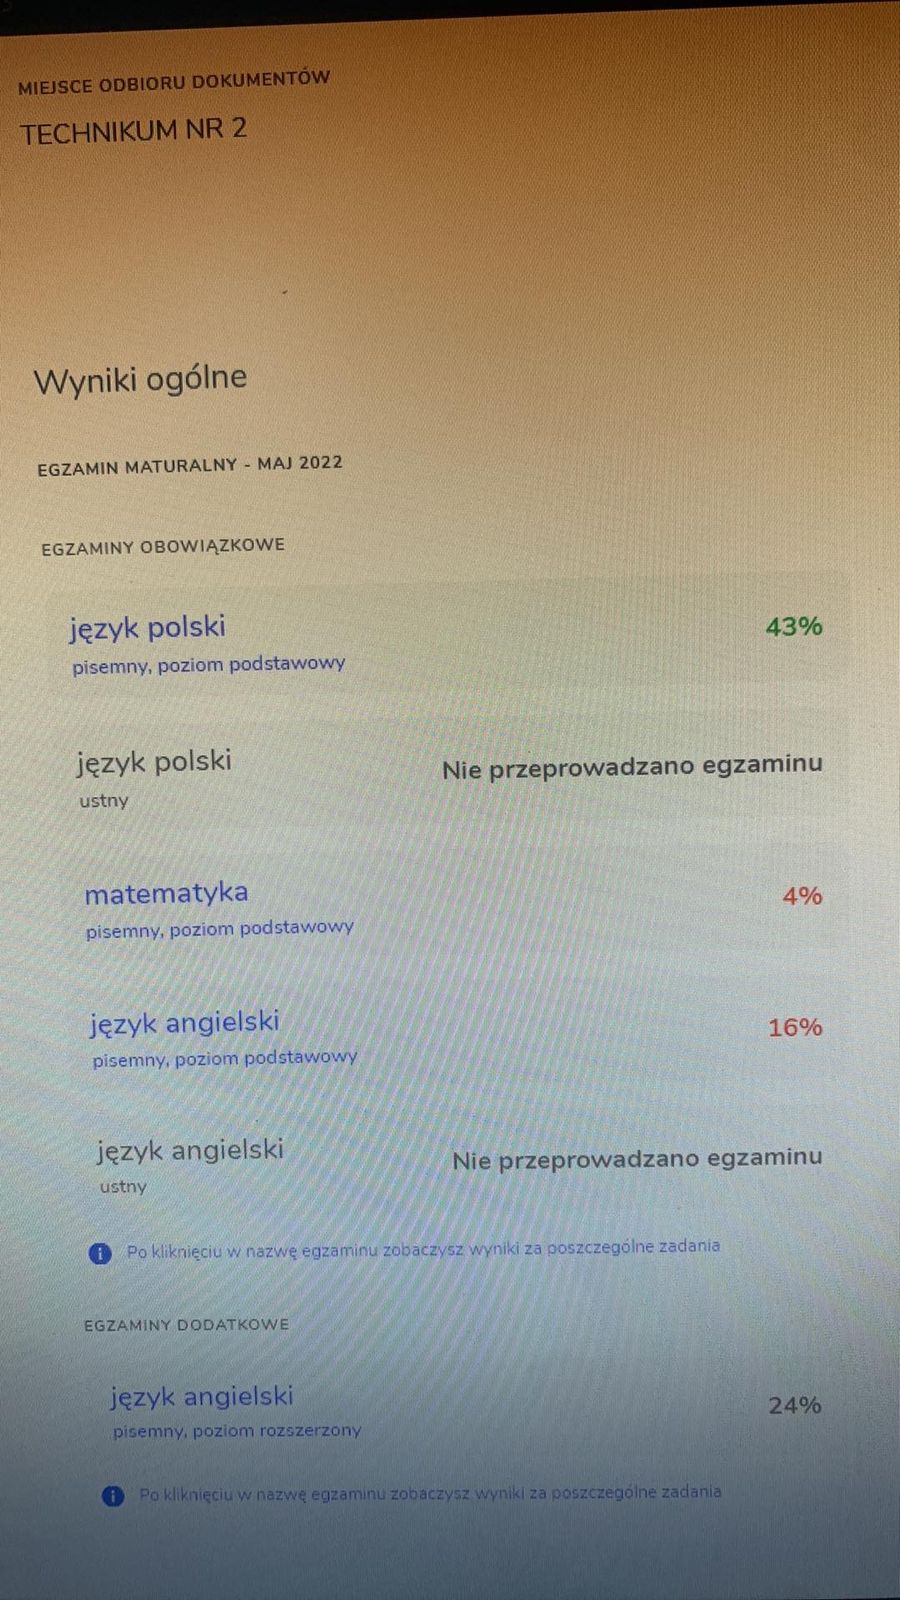 MIEJSCE ODBIORU DOKUMENTÓW
TECHNIKUM NR 2
Wyniki ogólne
EGZAMIN MATURALNY - MAJ 2022
EGZAMINY OBOWIĄZKOWE
język polski 43%
pisemny, poziom podstawowy
język polski Nie przeprowadzano egzaminu
ustny
matematyka 4%
pisemny, poziom podstawowy
język angielski 16%
pisemny, poziom podstawowy
język angielski Nie przeprowadzano egzaminu
ustny
i Po kliknięciu w nazwę egzaminu zobaczysz wyniki za poszczególne zadania
EGZAMINY DODATKOWE
język angielski 24%
pisemny, poziom rozszerzony
i Po kliknięciu w nazwę egzaminu zobaczysz wyniki za poszczególne zadania